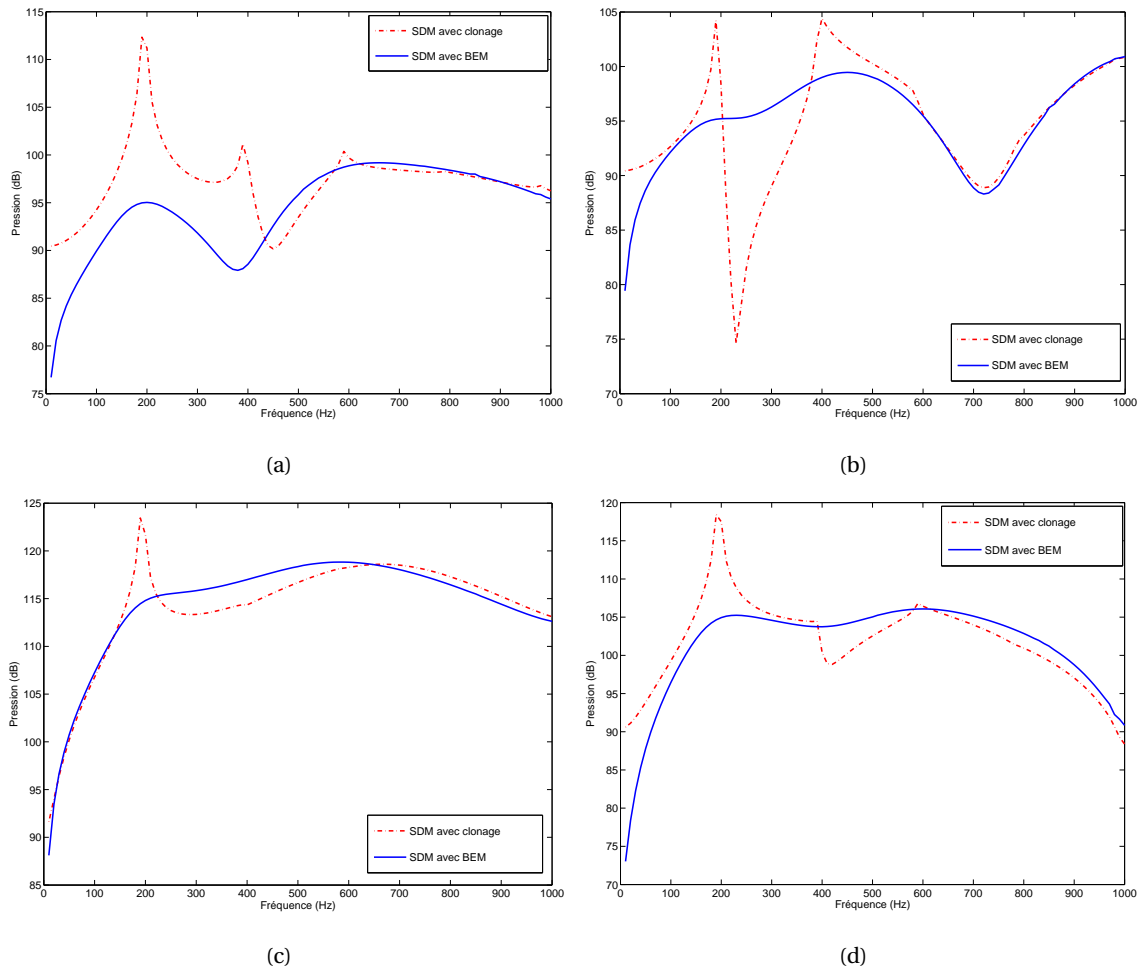 115
110
105
100
95
90
85
80
75
0 100 200 300 400 500 600 700 800 900 1000
Pression (dB)
Fréquence (Hz)
SDM avec clonage
SDM avec BEM
(a)
105
100
95
90
85
80
75
70
0 100 200 300 400 500 600 700 800 900 1000
Pression (dB)
Fréquence (Hz)
SDM avec clonage
SDM avec BEM
(b)
125
120
115
110
105
100
95
90
85
0 100 200 300 400 500 600 700 800 900 1000
Pression (dB)
Fréquence (Hz)
SDM avec clonage
SDM avec BEM
(c)
120
115
110
105
100
95
90
85
80
75
70
0 100 200 300 400 500 600 700 800 900 1000
Pression (dB)
Fréquence (Hz)
SDM avec clonage
SDM avec BEM
(d)